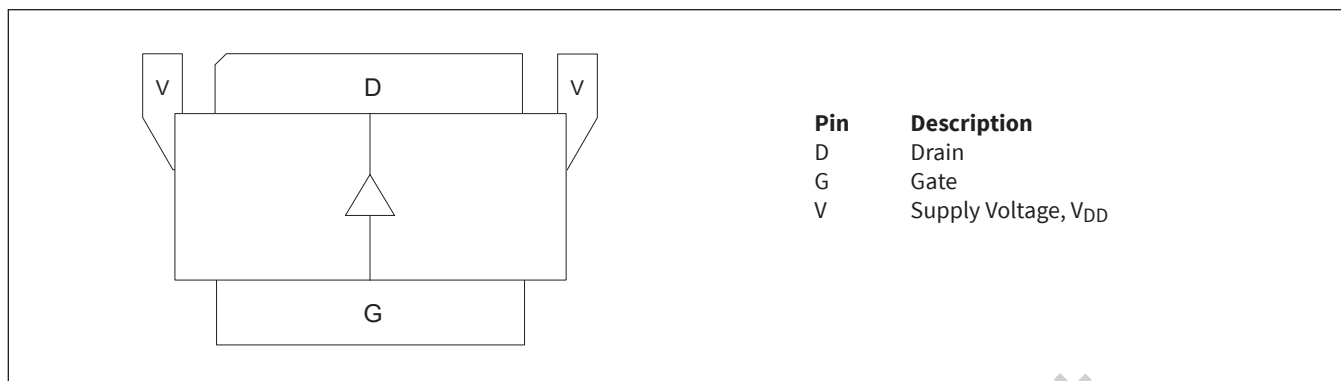 V
D
V
G
Pin Description
D Drain
G Gate
V Supply Voltage, VDD